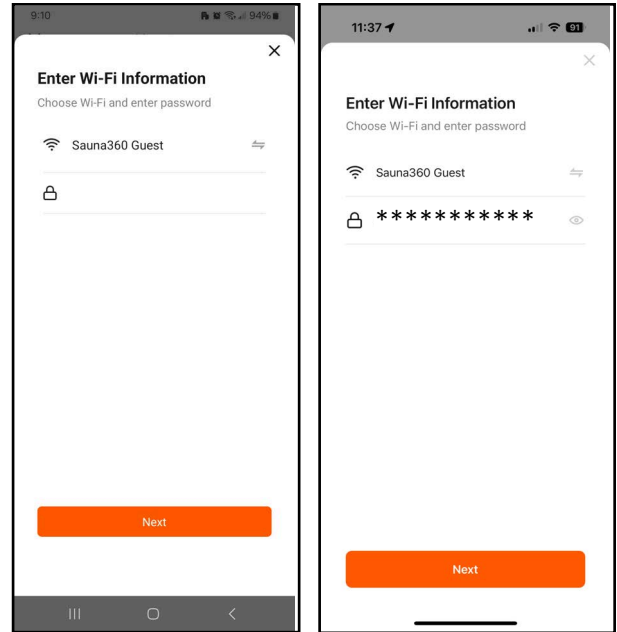 9:10
94%
Enter Wi-Fi Information
Choose Wi-Fi and enter password
Sauna360 Guest
Next
11:37
91
Enter Wi-Fi Information
Choose Wi-Fi and enter password
Sauna360 Guest
***********
Next